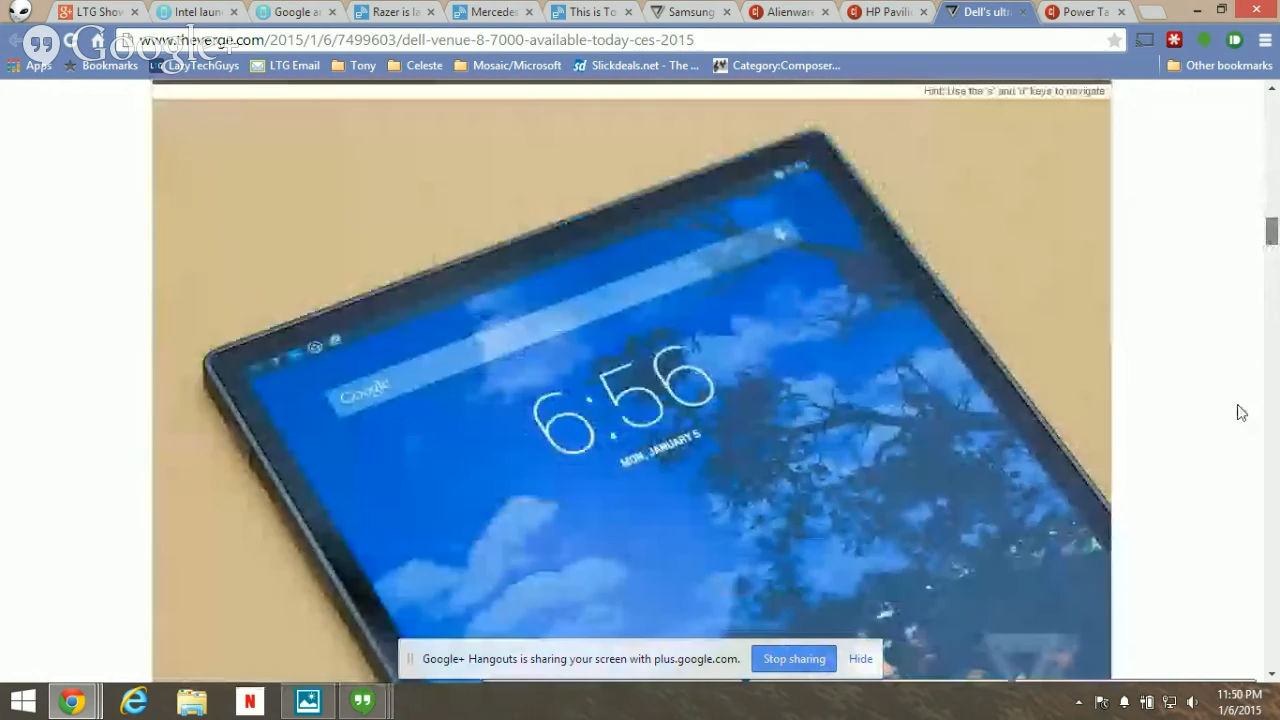 LTG Show
Intel laun
Google a
Razer is la
Mercedes
This is To
Samsung
Alienware
HP Pavili
Dell's ultr
Power Ta
Google+
www.theverge.com/2015/1/6/7499603/dell-venue-8-7000-available-today-ces-2015
Apps
Bookmarks
LazyTechGuys
LTG Email
Tony
Celeste
Mosaic/Microsoft
Slickdeals.net - The ...
Category:Composer...
Other bookmarks
Hint: Use the 's' and 'd' keys to navigate
Google
6:56
MON, JANUARY 5
Google+ Hangouts is sharing your screen with plus.google.com.
Stop sharing
Hide
11:50 PM
1/6/2015